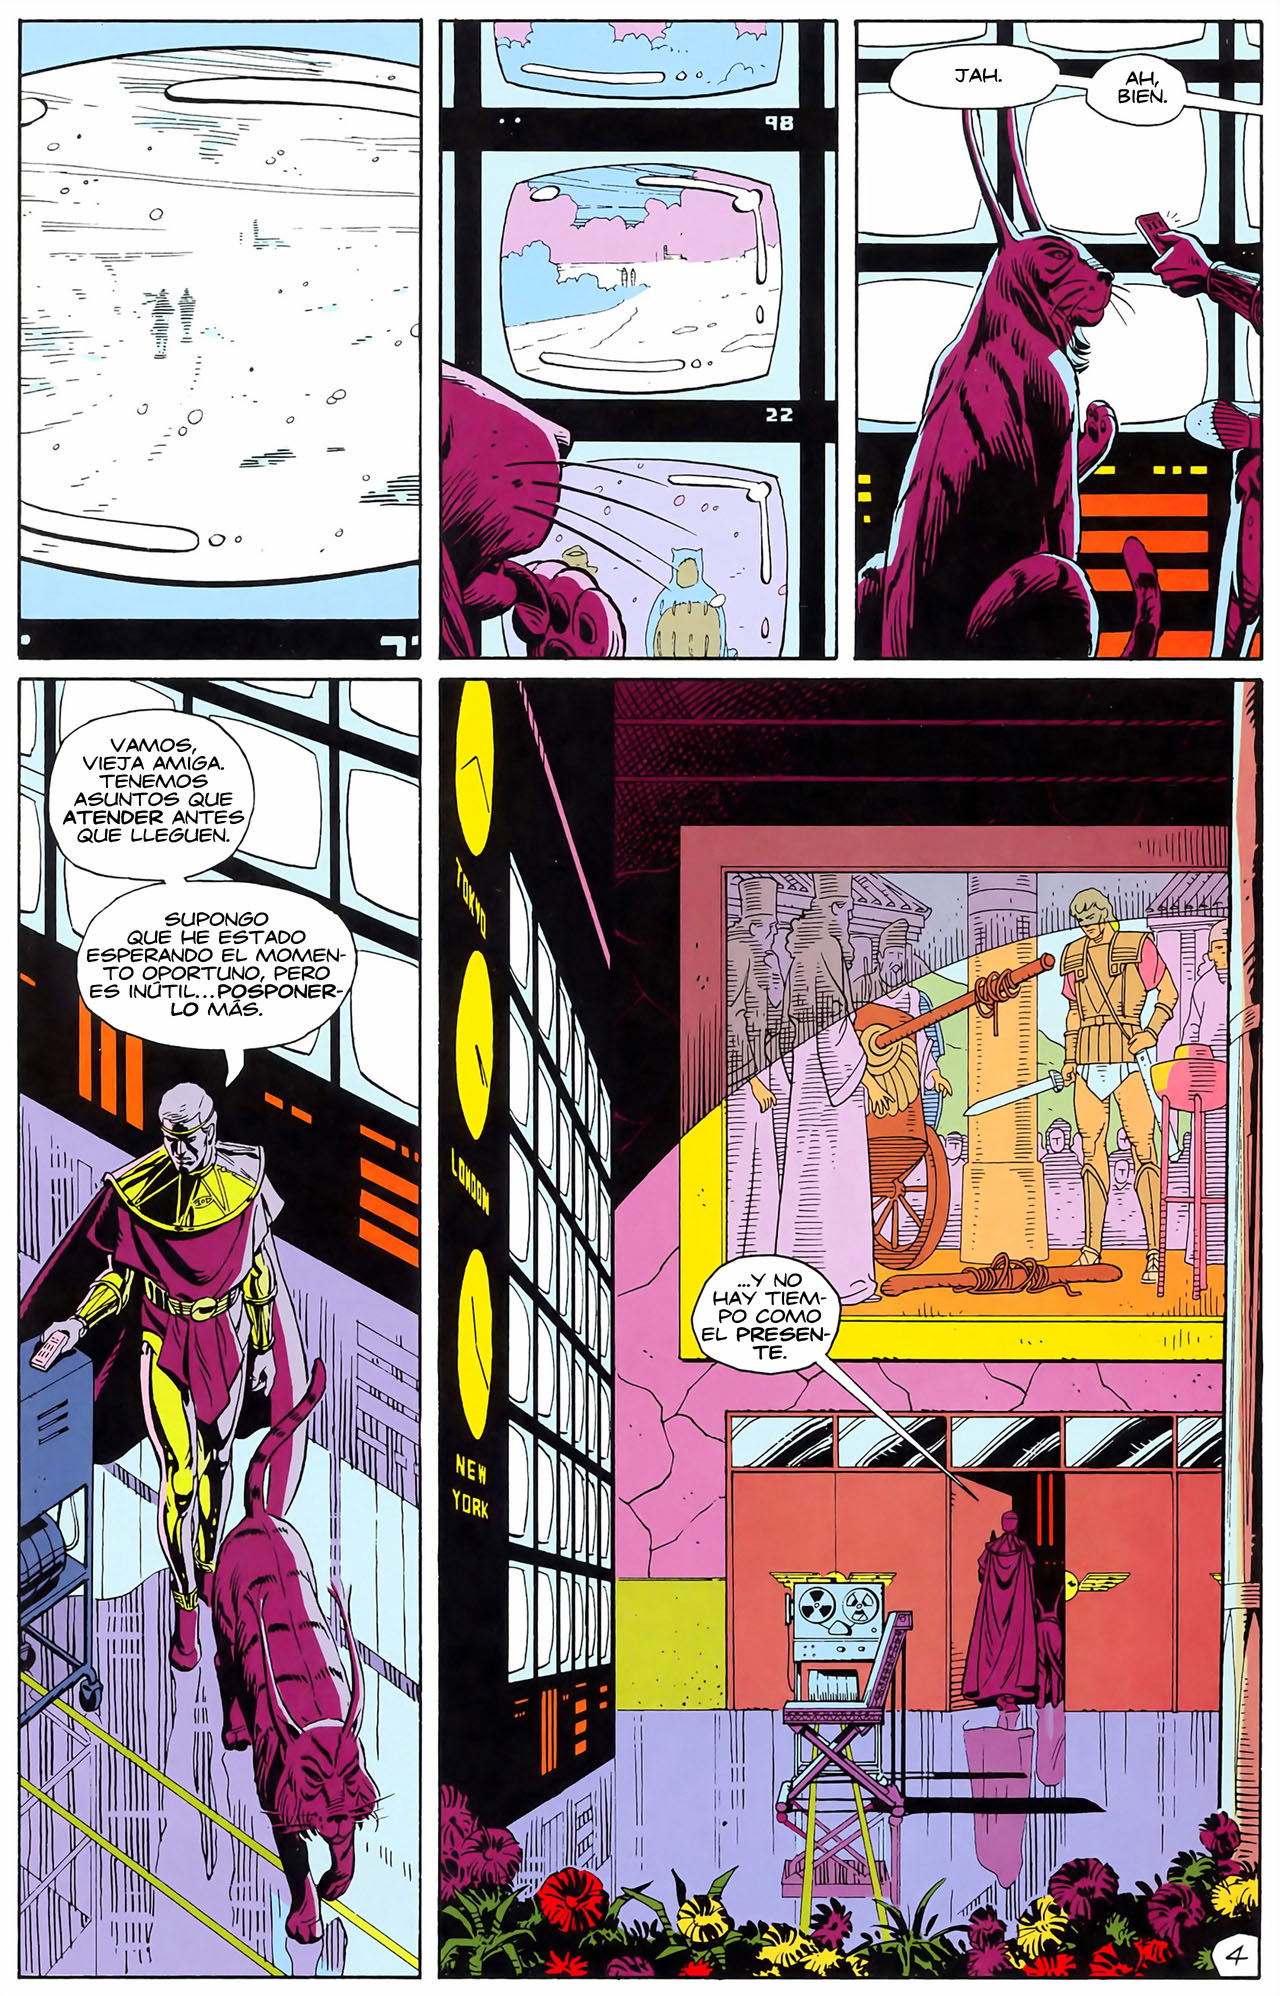 7
98
22
JAH.
AH,
BIEN.
VAMOS,
VIEJA AMIGA.
TENEMOS
ASUNTOS QUE
ATENDER ANTES
QUE LLEGUEN.
SUPONGO
QUE HE ESTADO
ESPERANDO EL MOMEN-
TO OPORTUNO, PERO
ES INÚTIL...POSPONER-
LO MÁS.
TOKYO
LONDON
NEW
YORK
...Y NO
HAY TIEM-
PO COMO
EL PRESEN-
TE.
4